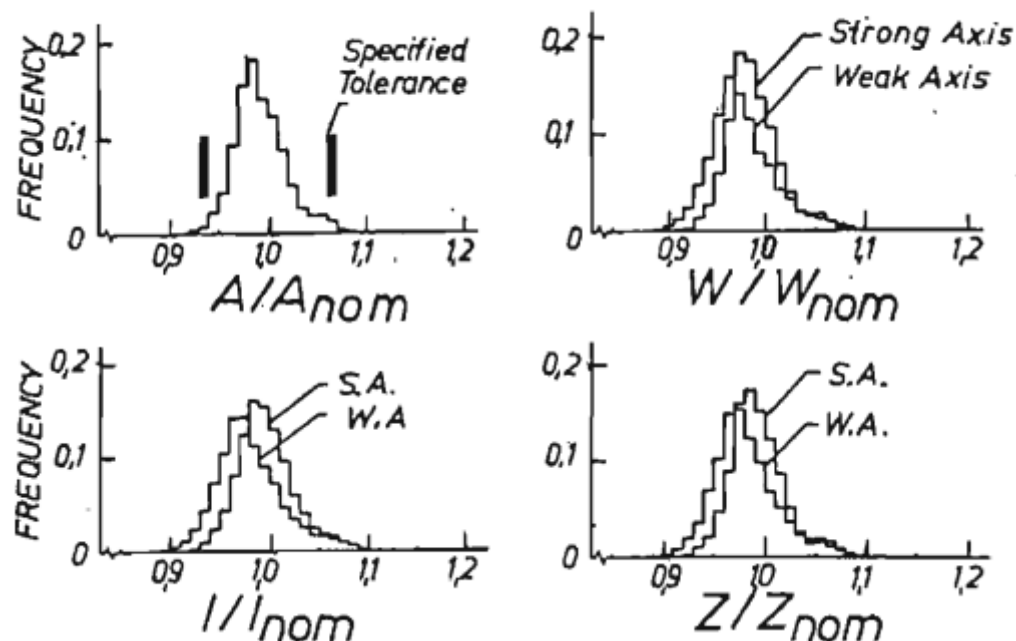 FREQUENCY
0,2
0,1
0
Specified
Tolerance
0,9
1,0
1,1
1,2
A/Anom
0,2
0,1
0
Strong Axis
Weak Axis
0,9
1,0
1,1
1,2
W/Wnom
FREQUENCY
0,2
0,1
0
S.A.
W.A
0,9
1,0
1,1
1,2
I/Inom
0,2
0,1
0
S.A.
W.A.
0,9
1,0
1,1
1,2
Z/Znom